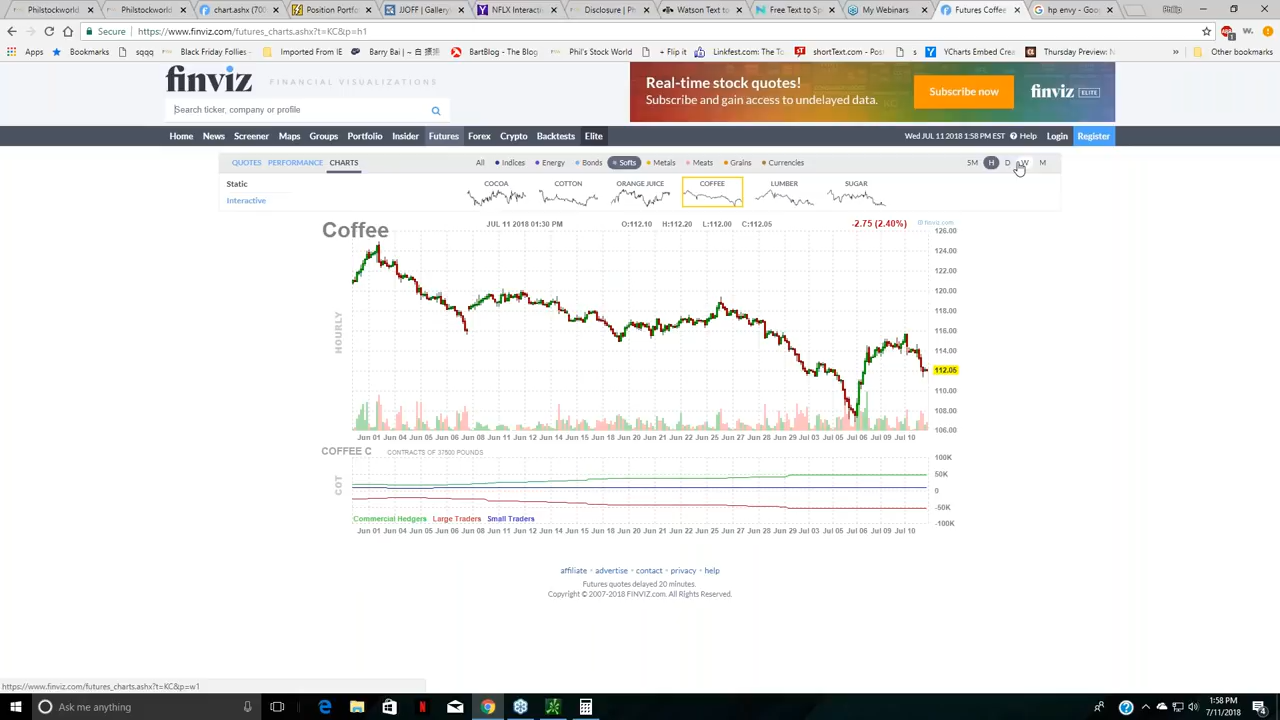 Philstockworld
Philstockworld
chart.ashx (700
Position Portfo
JJOFF | Gallery
NFLX Interactiv
Disclosure | Ph
Watson Text to
Free Text to Sp
My Webinars
Futures Coffee
hp envy - Goog
Secure
https://www.finviz.com/futures_charts.ashx?t=KC&p=h1
Apps
Bookmarks
sqqq
Black Friday Follies -
BartBlog - The Blog
Phil's Stock World
+ Flip it
Linkfest.com: The To
shortText.com - Pos
s
YCharts Embed Crea
Thursday Preview: N
»
Other bookmarks
finviz
FINANCIAL VISUALIZATIONS
Search ticker, company or profile
Real-time stock quotes!
Subscribe and gain access to undelayed data.
Subscribe now
finviz ELITE
Home News Screener Maps Groups Portfolio Insider Futures Forex Crypto Backtests Elite
Wed JUL 11 2018 1:58 PM EST Help Login Register
QUOTES PERFORMANCE CHARTS
All Indices Energy Bonds Softs Metals Meats Grains Currencies
5M H D W M
Static
Interactive
COCOA COTTON ORANGE JUICE COFFEE LUMBER SUGAR
Coffee
JUL 11 2018 01:30 PM
O:112.10 H:112.20 L:112.00 C:112.05
-2.75 (2.40%)
© finviz.com
126.00
124.00
122.00
120.00
118.00
116.00
114.00
112.05
110.00
108.00
106.00
HOURLY
Jun 01 Jun 04 Jun 05 Jun 06 Jun 08 Jun 11 Jun 12 Jun 14 Jun 15 Jun 18 Jun 20 Jun 21 Jun 22 Jun 25 Jun 27 Jun 28 Jun 29 Jul 03 Jul 05 Jul 06 Jul 09 Jul 10
COFFEE C
CONTRACTS OF 37500 POUNDS
100K
50K
0
-50K
-100K
COT
Commercial Hedgers Large Traders Small Traders
Jun 01 Jun 04 Jun 05 Jun 06 Jun 08 Jun 11 Jun 12 Jun 14 Jun 15 Jun 18 Jun 20 Jun 21 Jun 22 Jun 25 Jun 27 Jun 28 Jun 29 Jul 03 Jul 05 Jul 06 Jul 09 Jul 10
affiliate • advertise • contact • privacy • help
Futures quotes delayed 20 minutes.
Copyright © 2007-2018 FINVIZ.com. All Rights Reserved.
https://www.finviz.com/futures_charts.ashx?t=KC&p=w1
Ask me anything
1:58 PM
7/11/2018